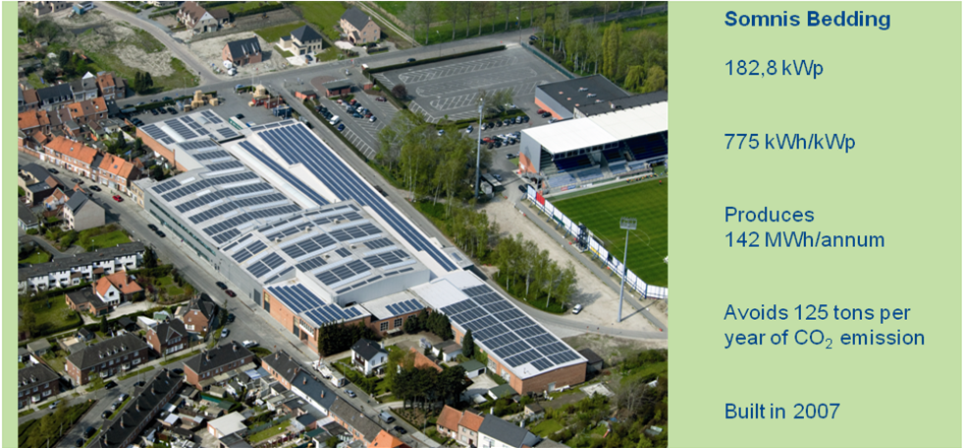 Somnis Bedding
182,8 kWp
775 kWh/kWp
Produces
142 MWh/annum
Avoids 125 tons per
year of CO₂ emission
Built in 2007